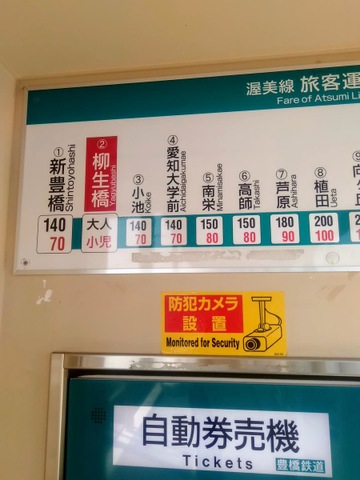 渥美線 旅客運
Fare of Atsumi Li
① 新豊橋 Shintoyohashi
② 柳生橋 Yagyubashi
③ 小池 Koike
④ 愛知大学前 Aichidaigakumae
⑤ 南栄 Minamisakae
⑥ 高師 Takashi
⑦ 芦原 Ashihara
⑧ 植田 Ueta
⑨ 向
140 大人 140 140 150 150 180 200
70 小児 70 70 80 80 90 100
防犯カメラ
設置
Monitored for Security
自動券売機
Tickets
豊橋鉄道